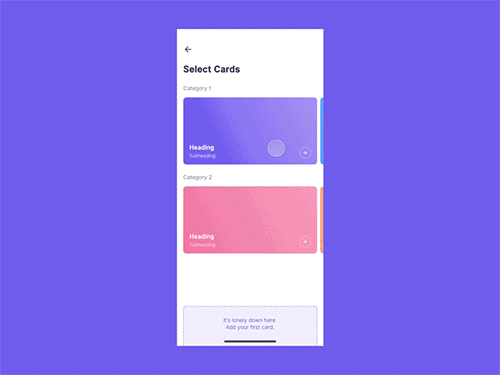 Select Cards
Category 1
Heading
Subheading
Category 2
Heading
Subheading
It's lonely down here.
Add your first card.